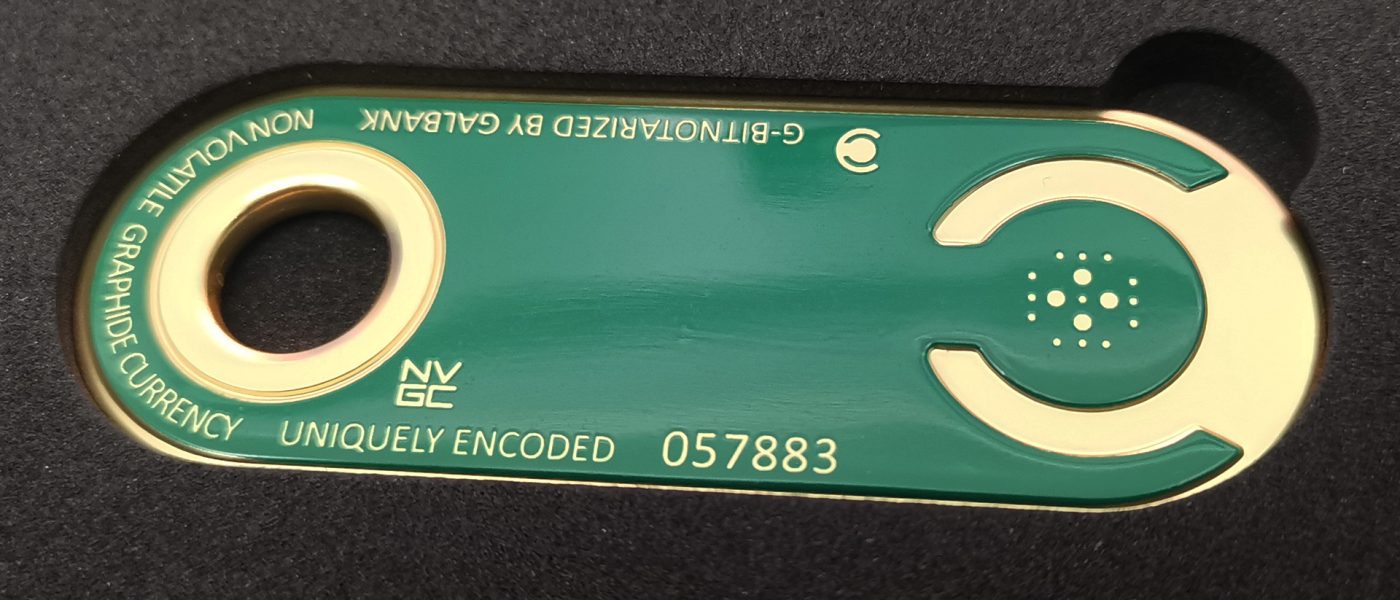 NON VOLATILE GRAPHIDE CURRENCY
G-BITNOTARIZED BY GALBANK
NV
GC
UNIQUELY ENCODED 057883